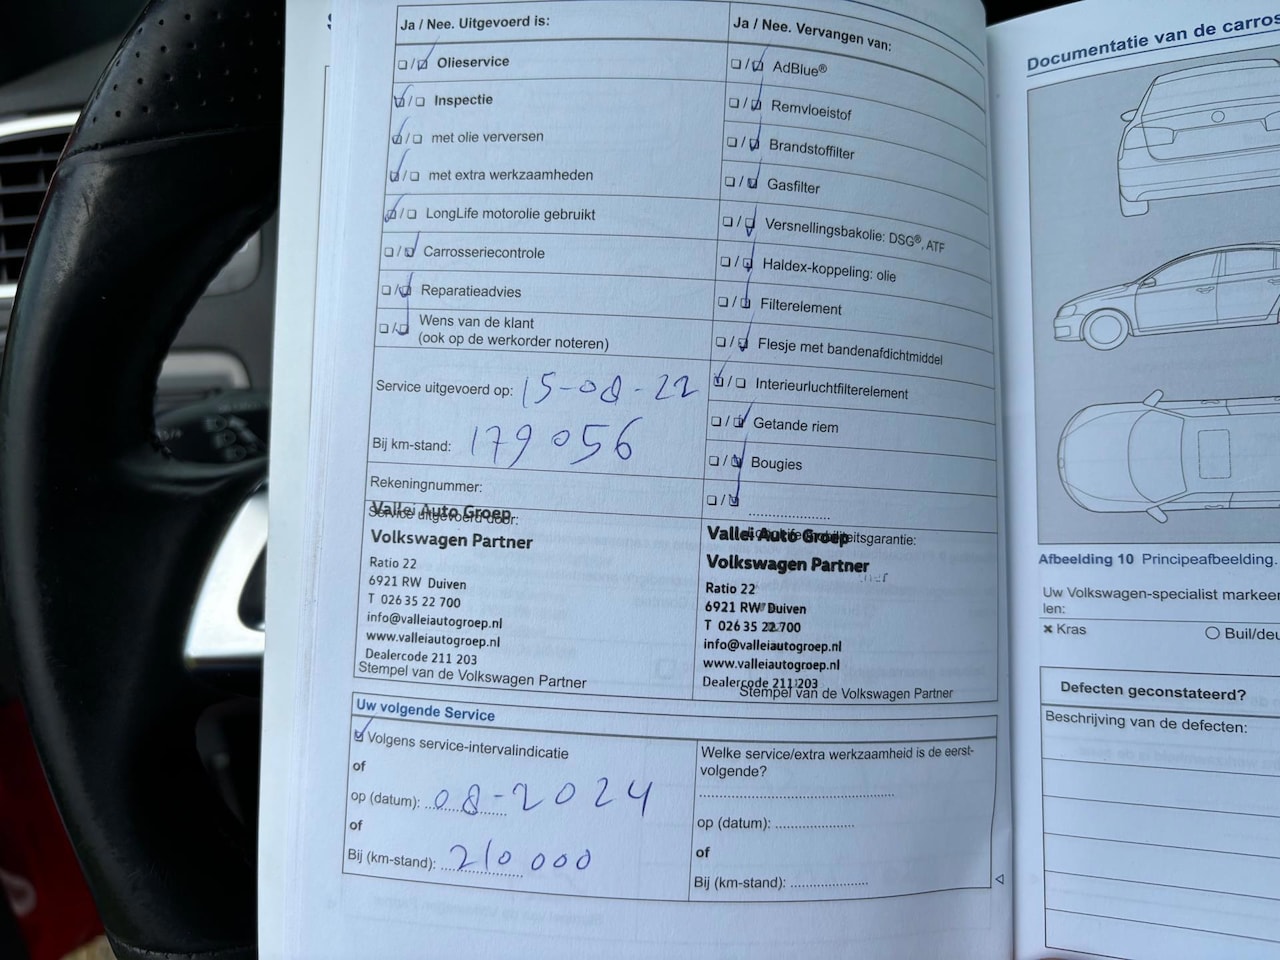 Ja / Nee. Uitgevoerd is:
☐ / ☑ Olieservice
☑ / ☐ Inspectie
☑ / ☐ met olie verversen
☑ / ☐ met extra werkzaamheden
☑ / ☐ LongLife motorolie gebruikt
☐ / ☑ Carrosseriecontrole
☐ / ☑ Reparatieadvies
☐ / ☑ Wens van de klant
(ook op de werkorder noteren)
Service uitgevoerd op: 15-08-22
Bij km-stand: 179056
Rekeningnummer:
Service uitgevoerd door:
Vallei Auto Groep
Volkswagen Partner
Ratio 22
6921 RW Duiven
T 026 35 22 700
info@valleiautogroep.nl
www.valleiautogroep.nl
Dealercode 211 203
Stempel van de Volkswagen Partner
Ja / Nee. Vervangen van:
☐ / ☑ AdBlue®
☐ / ☑ Remvloeistof
☐ / ☑ Brandstoffilter
☐ / ☑ Gasfilter
☐ / ☑ Versnellingsbakolie: DSG®, ATF
☐ / ☑ Haldex-koppeling: olie
☐ / ☑ Filterelement
☐ / ☑ Flesje met bandenafdichtmiddel
☑ / ☐ Interieurluchtfilterelement
☐ / ☑ Getande riem
☐ / ☑ Bougies
☐ / ☑ ....................
Vallei Auto Groep
Volkswagen Partner
Ratio 22
6921 RW Duiven
T 026 35 22 700
info@valleiautogroep.nl
www.valleiautogroep.nl
Dealercode 211 203
Stempel van de Volkswagen Partner
Uw volgende Service
☑ Volgens service-intervalindicatie
of
op (datum): 08-2024
of
Bij (km-stand): 210 000
Welke service/extra werkzaamheid is de eerst-
volgende?
op (datum): ....................
of
Bij (km-stand): ....................
Documentatie van de carros
Afbeelding 10 Principeafbeelding.
Uw Volkswagen-specialist markeer
len:
× Kras
○ Buil/deu
Defecten geconstateerd?
Beschrijving van de defecten: